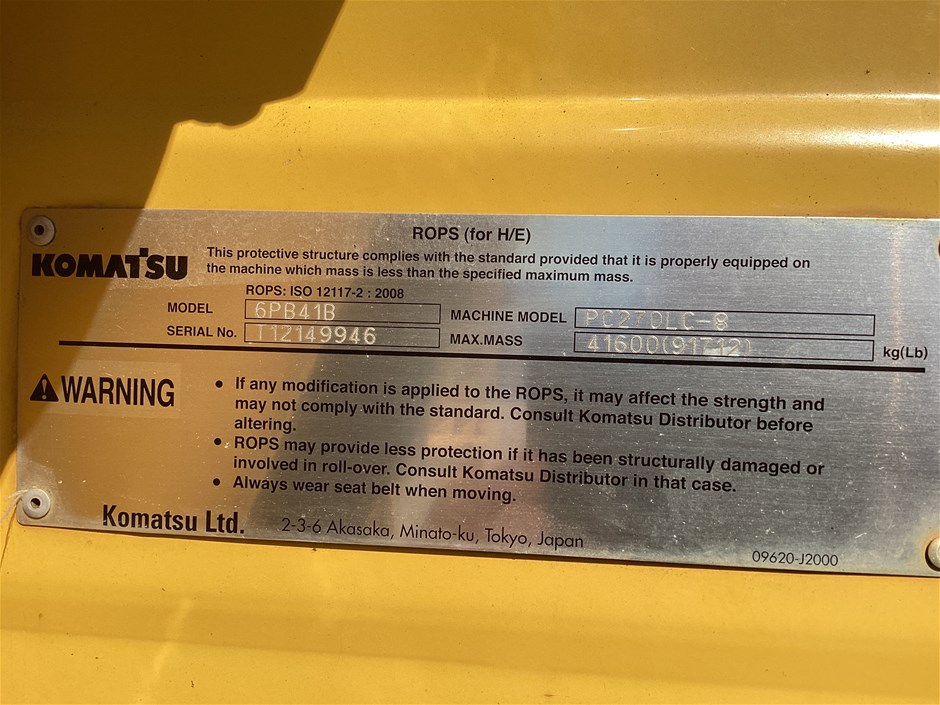 ROPS (for H/E)
KOMATSU
This protective structure complies with the standard provided that it is properly equipped on
the machine which mass is less than the specified maximum mass.
ROPS: ISO 12117-2 : 2008
MODEL 6PB41B MACHINE MODEL PC270LC-8
SERIAL No. T12149946 MAX.MASS 41600 kg(Lb)
WARNING
• If any modification is applied to the ROPS, it may affect the strength and
may not comply with the standard. Consult Komatsu Distributor before
altering.
• ROPS may provide less protection if it has been structurally damaged or
involved in roll-over. Consult Komatsu Distributor in that case.
• Always wear seat belt when moving.
Komatsu Ltd. 2-3-6 Akasaka, Minato-ku, Tokyo, Japan
09620-J2000